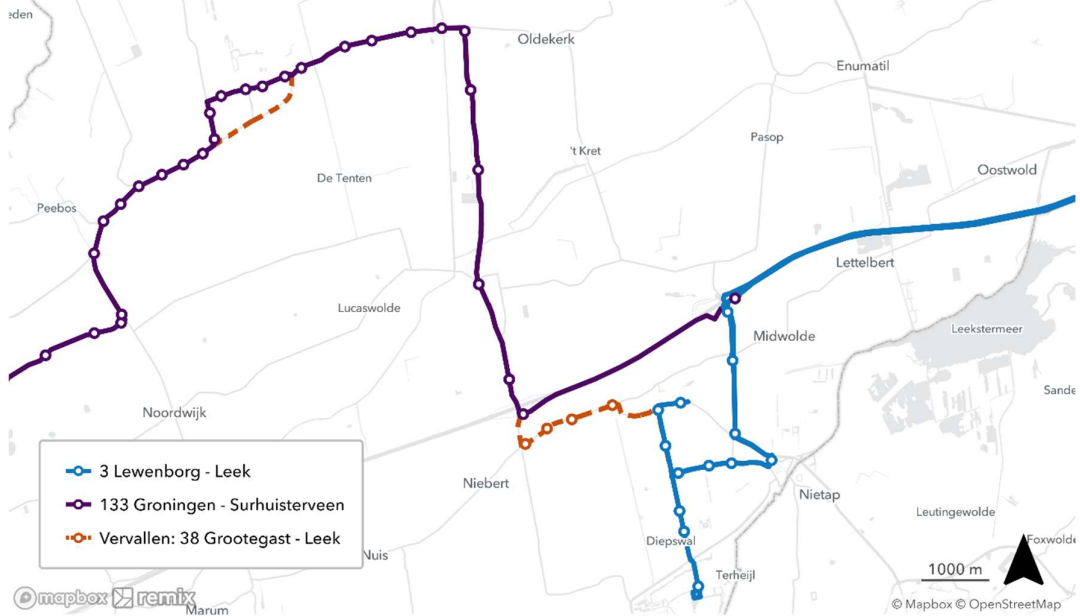 eden
Oldekerk
Enumatil
Pasop
't Kret
De Tenten
Oostwold
Peebos
Lettelbert
Lucaswolde
Leekstermeer
Midwolde
Sande
Noordwijk
3 Lewenborg - Leek
133 Groningen - Surhuisterveen
Vervallen: 38 Grootegast - Leek
Niebert
Nietap
Leutingewolde
Diepswal
Foxwolde
Nuis
1000 m
Terheijl
mapbox remix
© Mapbox © OpenStreetMap
Marum